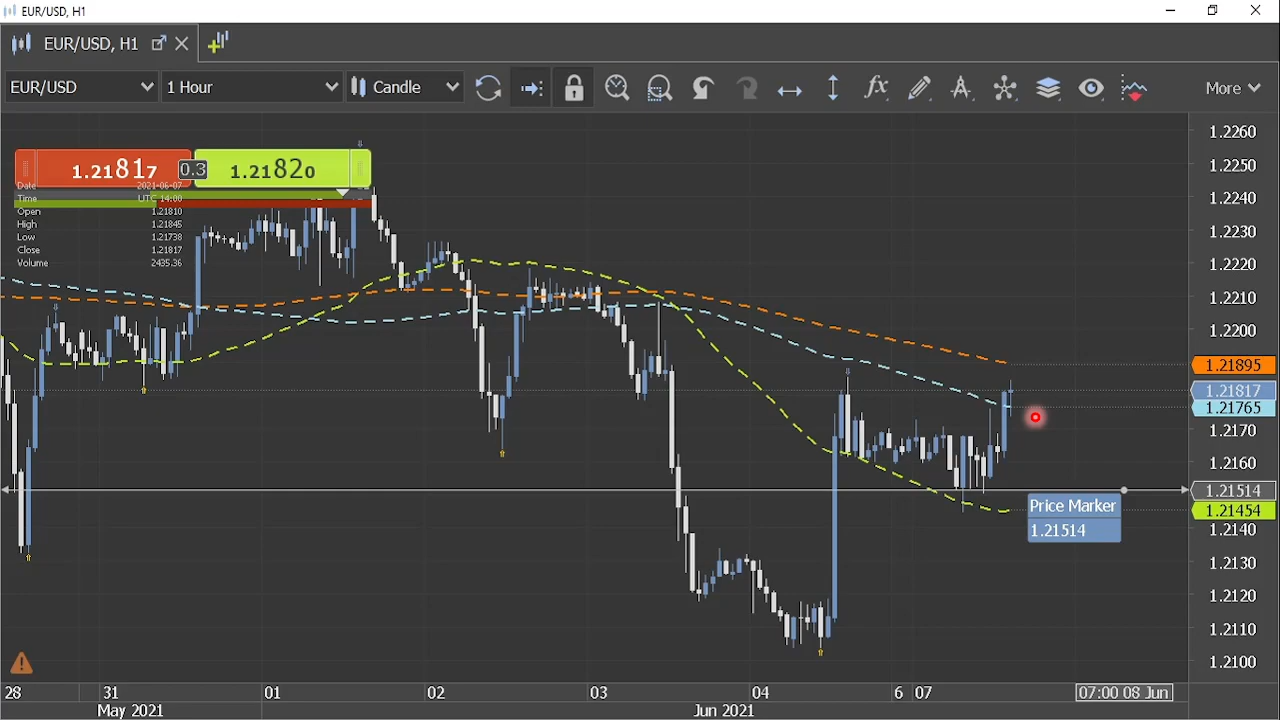 EUR/USD, H1
EUR/USD, H1
EUR/USD 1 Hour Candle fx More
1.21817 0.3 1.21820
Date 2021-06-07
Time UTC 14:00
Open 1.21810
High 1.21845
Low 1.21738
Close 1.21817
Volume 2435.36
1.2260
1.2250
1.2240
1.2230
1.2220
1.2210
1.2200
1.21895
1.21817
1.21765
1.2170
1.2160
1.21514
1.21454
1.2140
1.2130
1.2120
1.2110
1.2100
Price Marker
1.21514
28 31 01 02 03 04 6 07 07:00 08 Jun
May 2021 Jun 2021